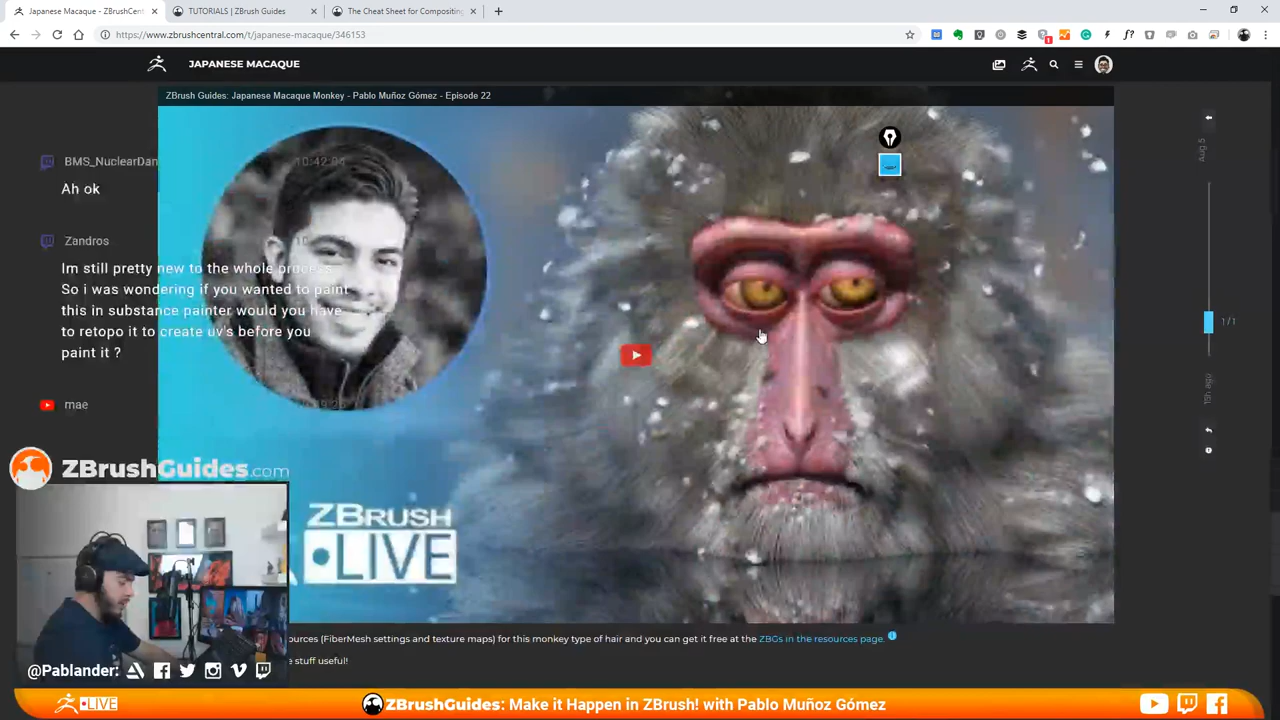 Japanese Macaque - ZBrushCent
TUTORIALS | ZBrush Guides
The Cheat Sheet for Compositing
https://www.zbrushcentral.com/t/japanese-macaque/346153
JAPANESE MACAQUE
ZBrush Guides: Japanese Macaque Monkey - Pablo Muñoz Gómez - Episode 22
Aug 5
BMS_NuclearDan
Ah ok
Zandros
Im still pretty new to the whole process.
So i was wondering if you wanted to paint
this in substance painter would you have
to retopo it to create uv's before you
paint it ?
1/1
15h ago
mae
ZBrushGuides.com
ZBRUSH
LIVE
ources (FiberMesh settings and texture maps) for this monkey type of hair and you can get it free at the ZBGs in the resources page.
e stuff useful!
@Pablander:
LIVE
ZBrushGuides: Make it Happen in ZBrush! with Pablo Muñoz Gómez